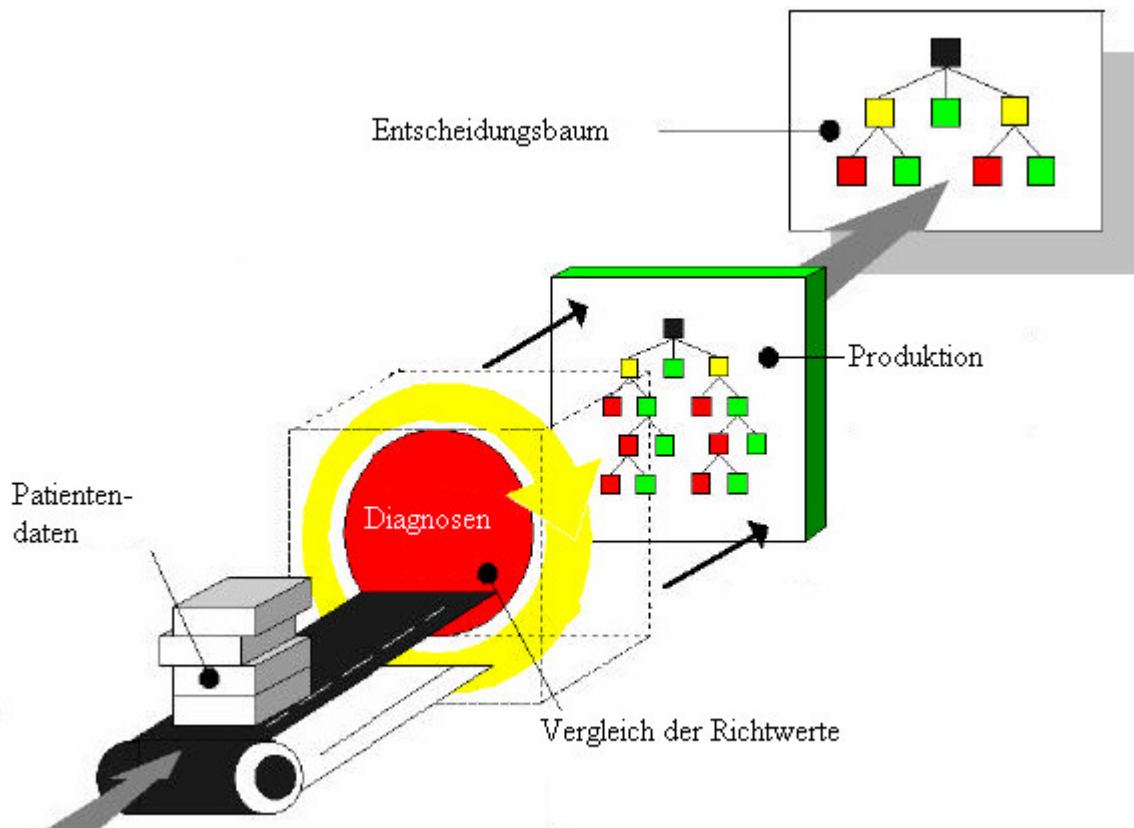 Entscheidungsbaum
Produktion
Patienten-
daten
Diagnosen
Vergleich der Richtwerte